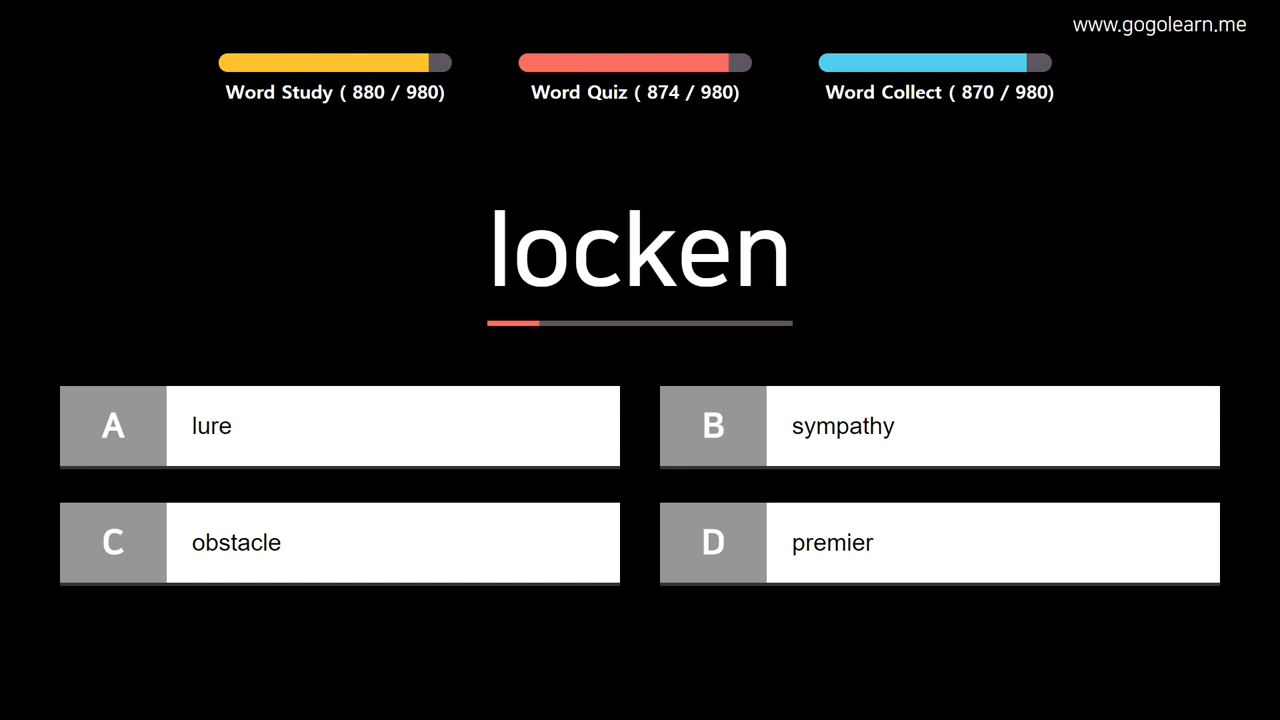 www.gogolearn.me
Word Study ( 880 / 980)
Word Quiz ( 874 / 980)
Word Collect ( 870 / 980)
locken
A lure
B sympathy
C obstacle
D premier